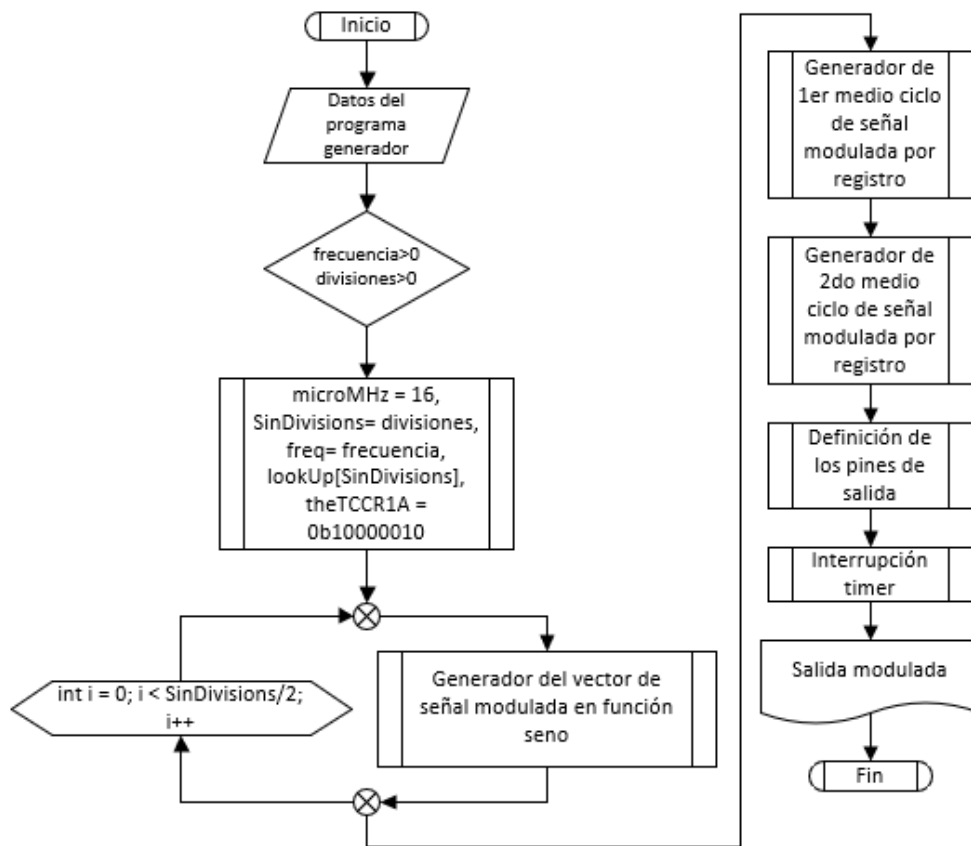 Inicio
Datos del
programa
generador
frecuencia>0
divisiones>0
microMHz = 16,
SinDivisions= divisiones,
freq= frecuencia,
lookUp[SinDivisions],
theTCCR1A =
0b10000010
int i = 0; i < SinDivisions/2;
i++
Generador del vector de
señal modulada en función
seno
Generador de
1er medio ciclo
de señal
modulada por
registro
Generador de
2do medio
ciclo de señal
modulada por
registro
Definición de
los pines de
salida
Interrupción
timer
Salida modulada
Fin